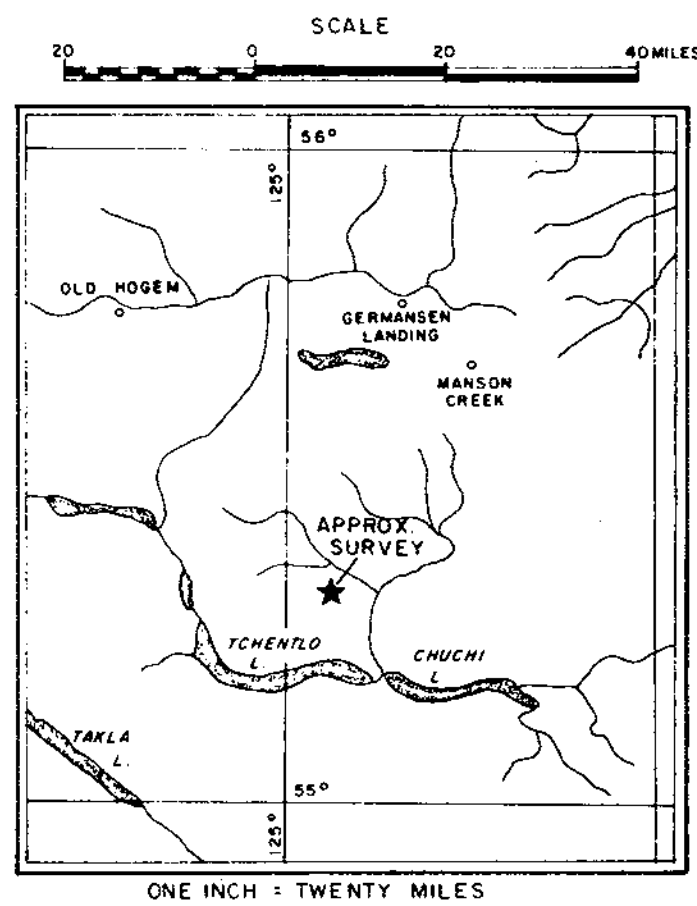 SCALE
20 0 20 40 MILES
56°
125°
OLD HOGEM
GERMANSEN
LANDING
MANSON
CREEK
APPROX.
SURVEY
TCHENTLO
L.
CHUCHI
L
TAKLA
L.
55°
125°
ONE INCH = TWENTY MILES